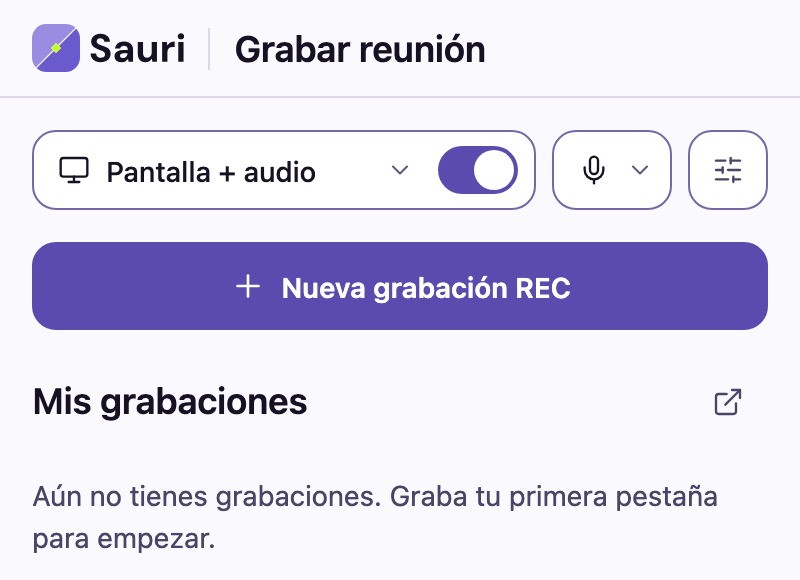 Sauri
Grabar reunión
Pantalla + audio
Nueva grabación REC
Mis grabaciones
Aún no tienes grabaciones. Graba tu primera pestaña
para empezar.